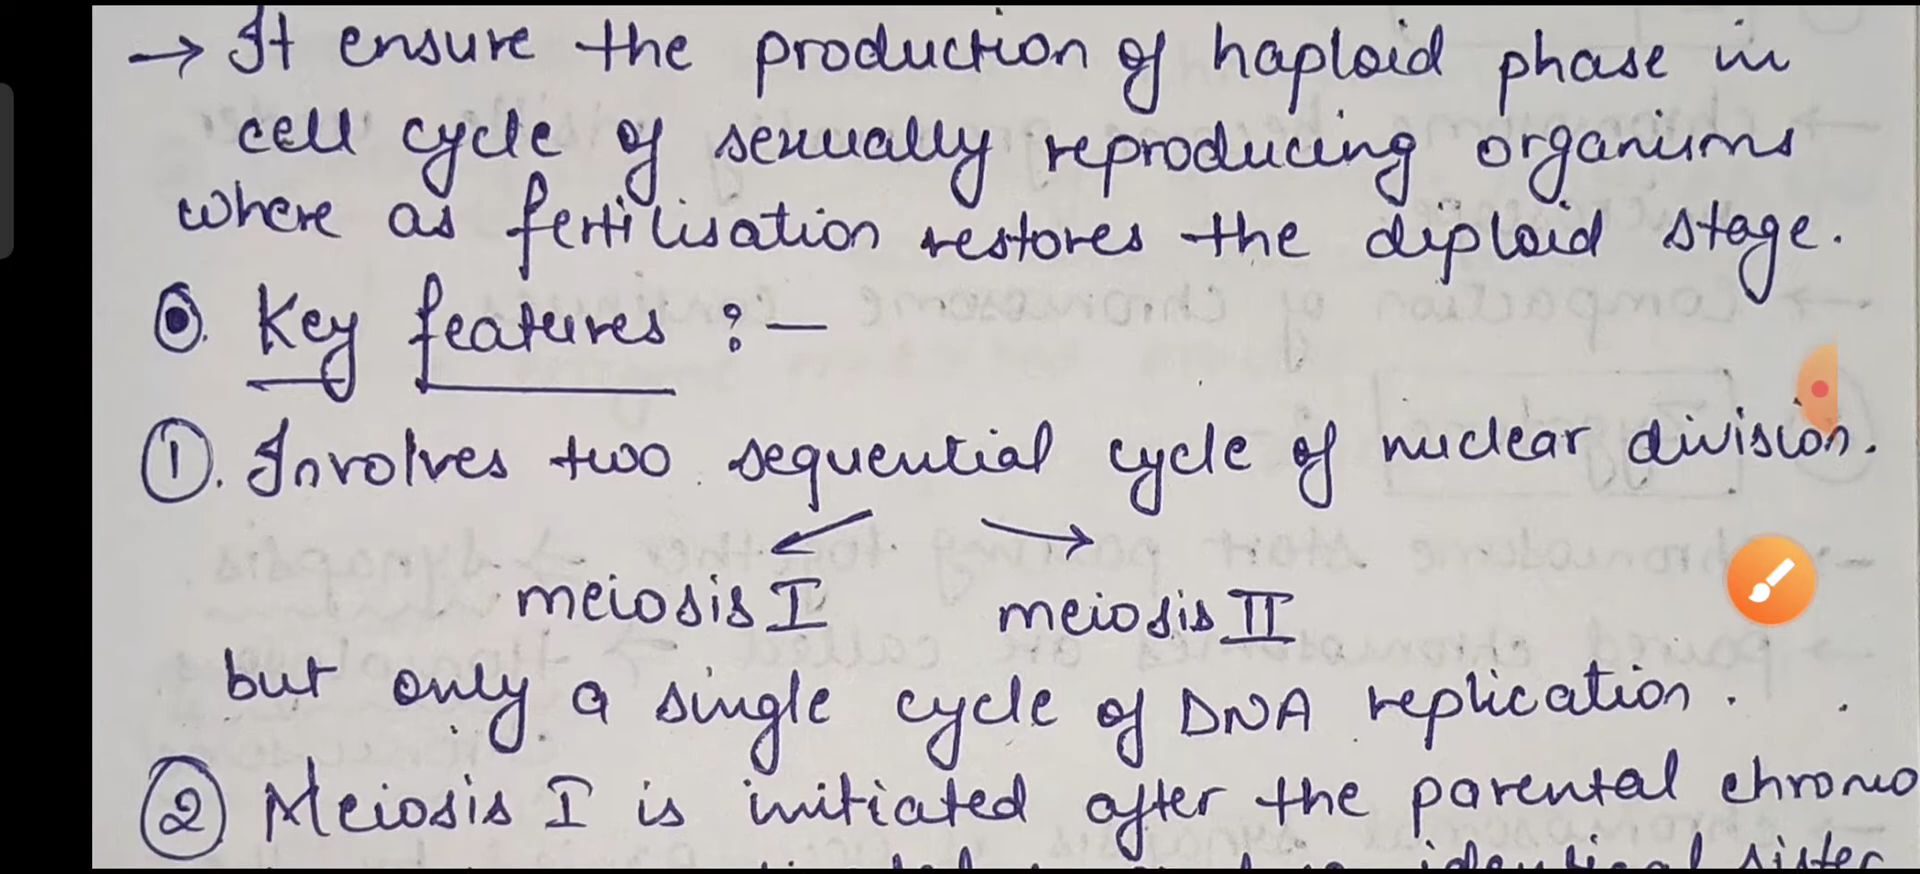 → It ensure the production of haploid phase in
cell cycle of sexually reproducing organisms
where as fertilisation restores the diploid stage.
Key features :—
①. Involves two sequential cycle of nuclear division.
meiosis I meiosis II
but only a single cycle of DNA replication.
② Meiosis I is initiated after the parental chromo
identical sister